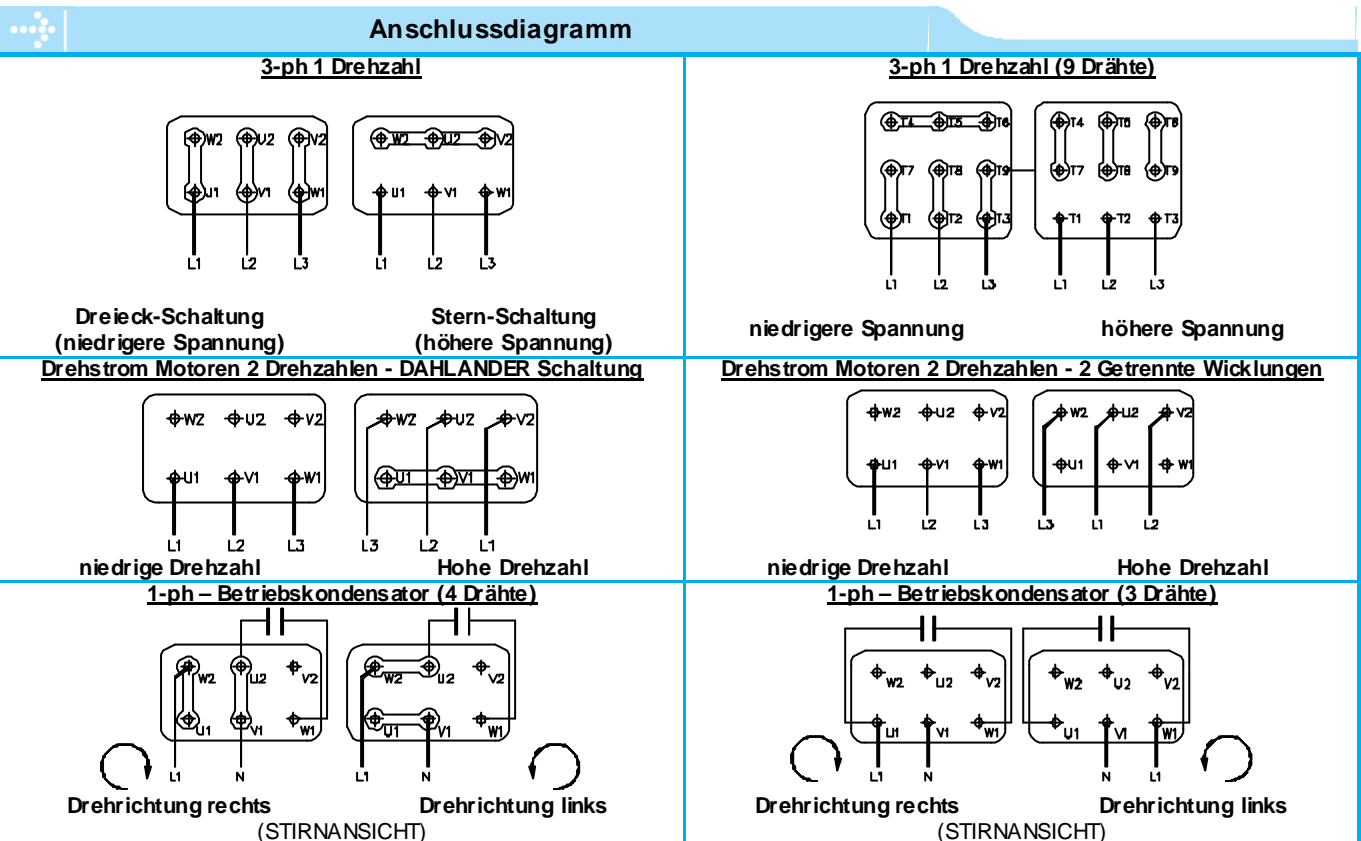 Anschlussdiagramm
3-ph 1 Drehzahl
W2 U2 V2
U1 V1 W1
L1 L2 L3
W2 U2 V2
U1 V1 W1
L1 L2 L3
Dreieck-Schaltung
(niedrigere Spannung)
Stern-Schaltung
(höhere Spannung)
3-ph 1 Drehzahl (9 Drähte)
T4 T5 T6
T7 T8 T9
T1 T2 T3
L1 L2 L3
T4 T5 T6
T7 T8 T9
T1 T2 T3
L1 L2 L3
niedrigere Spannung
höhere Spannung
Drehstrom Motoren 2 Drehzahlen - DAHLANDER Schaltung
W2 U2 V2
U1 V1 W1
L1 L2 L3
W2 U2 V2
U1 V1 W1
L3 L2 L1
niedrige Drehzahl
Hohe Drehzahl
Drehstrom Motoren 2 Drehzahlen - 2 Getrennte Wicklungen
W2 U2 V2
U1 V1 W1
L1 L2 L3
W2 U2 V2
U1 V1 W1
L3 L1 L2
niedrige Drehzahl
Hohe Drehzahl
1-ph – Betriebskondensator (4 Drähte)
W2 U2 V2
U1 V1 W1
L1 N
W2 U2 V2
U1 V1 W1
L1 N
Drehrichtung rechts
Drehrichtung links
(STIRNANSICHT)
1-ph – Betriebskondensator (3 Drähte)
W2 U2 V2
U1 V1 W1
L1 N
W2 U2 V2
U1 V1 W1
N L1
Drehrichtung rechts
Drehrichtung links
(STIRNANSICHT)